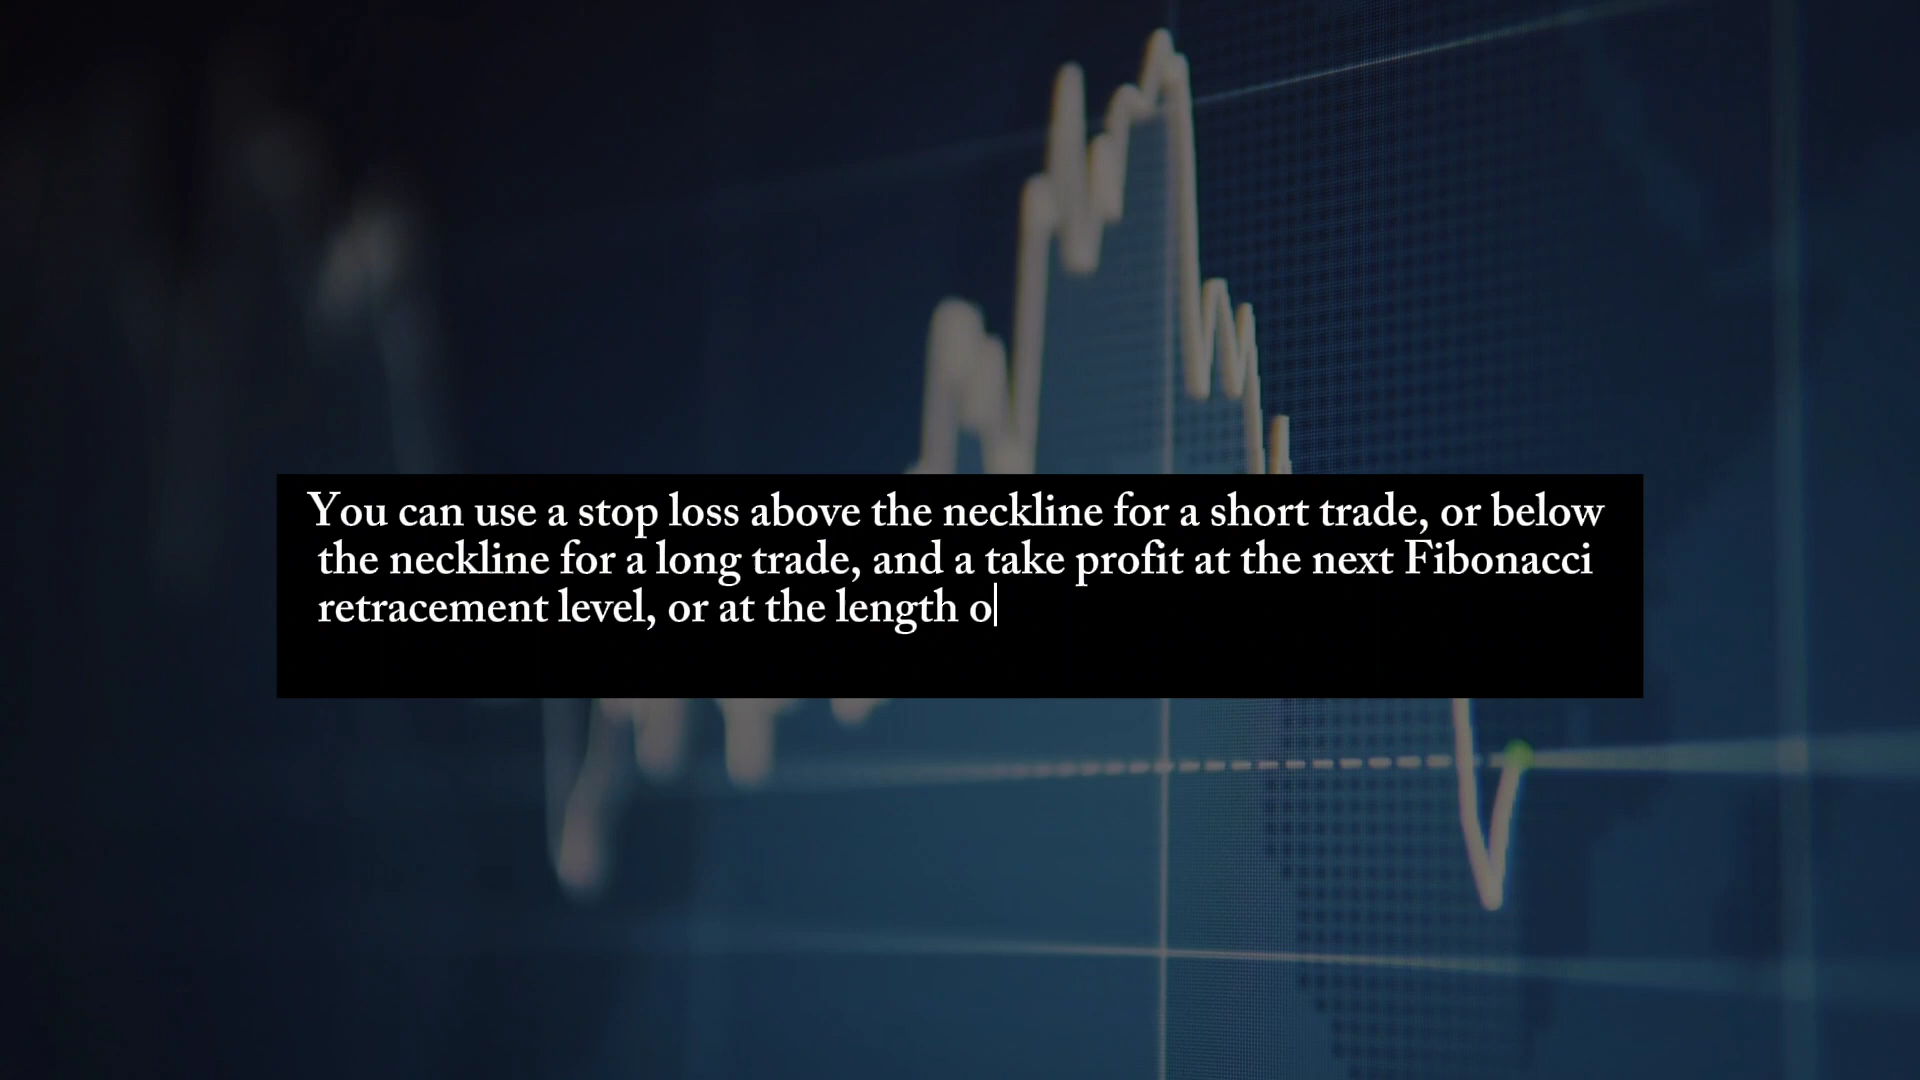 You can use a stop loss above the neckline for a short trade, or below
the neckline for a long trade, and a take profit at the next Fibonacci
retracement level, or at the length o